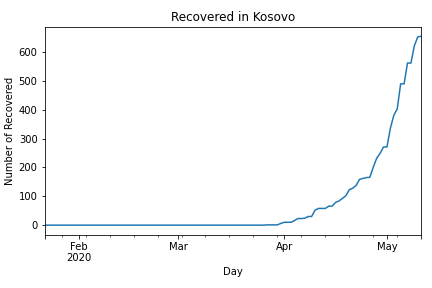 Recovered in Kosovo
Number of Recovered
600
500
400
300
200
100
0
Feb
2020
Mar
Apr
May
Day